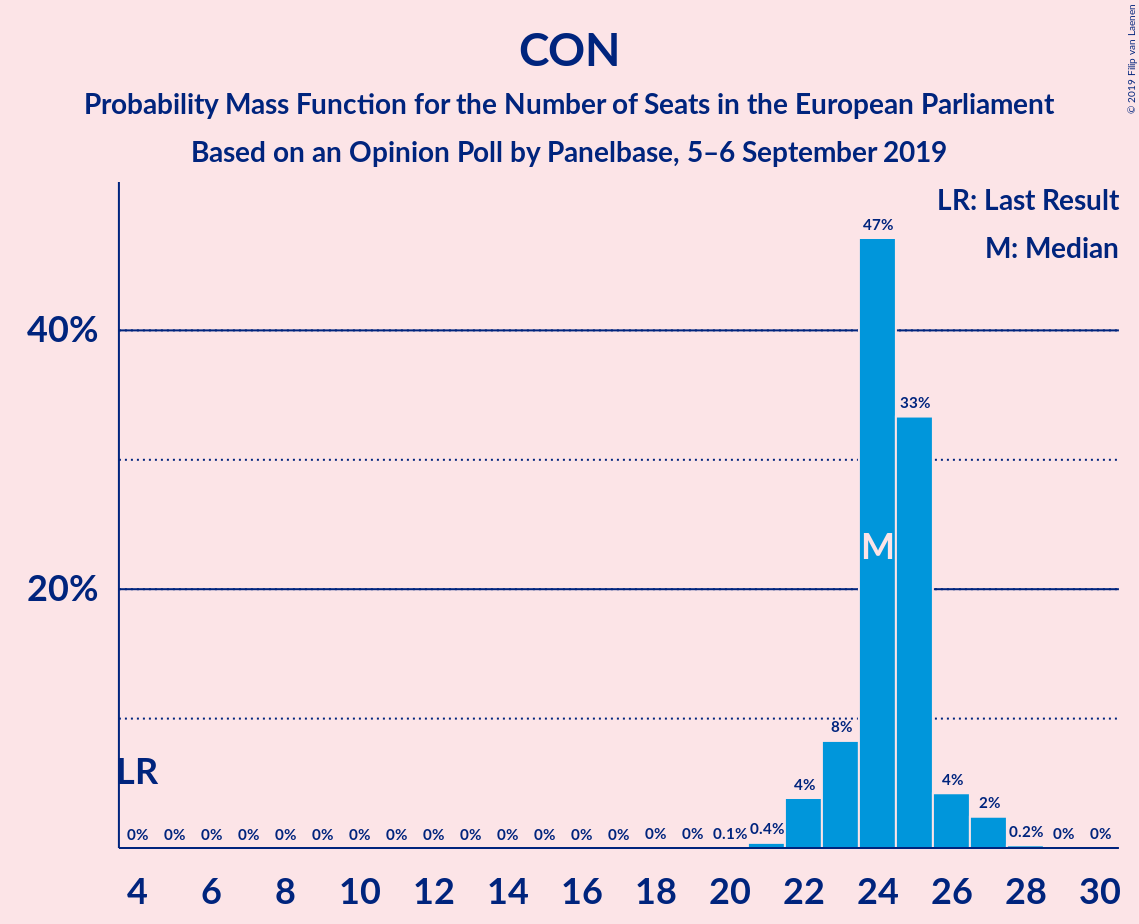 CON
Probability Mass Function for the Number of Seats in the European Parliament
Based on an Opinion Poll by Panelbase, 5–6 September 2019
© 2019 Filip van Laenen
LR: Last Result
M: Median
47%
40%
33%
M
20%
8%
LR
4%
4%
2%
0% 0% 0% 0% 0% 0% 0% 0% 0% 0% 0% 0% 0% 0% 0% 0% 0.1% 0.4% 0.2% 0% 0%
4 6 8 10 12 14 16 18 20 22 24 26 28 30